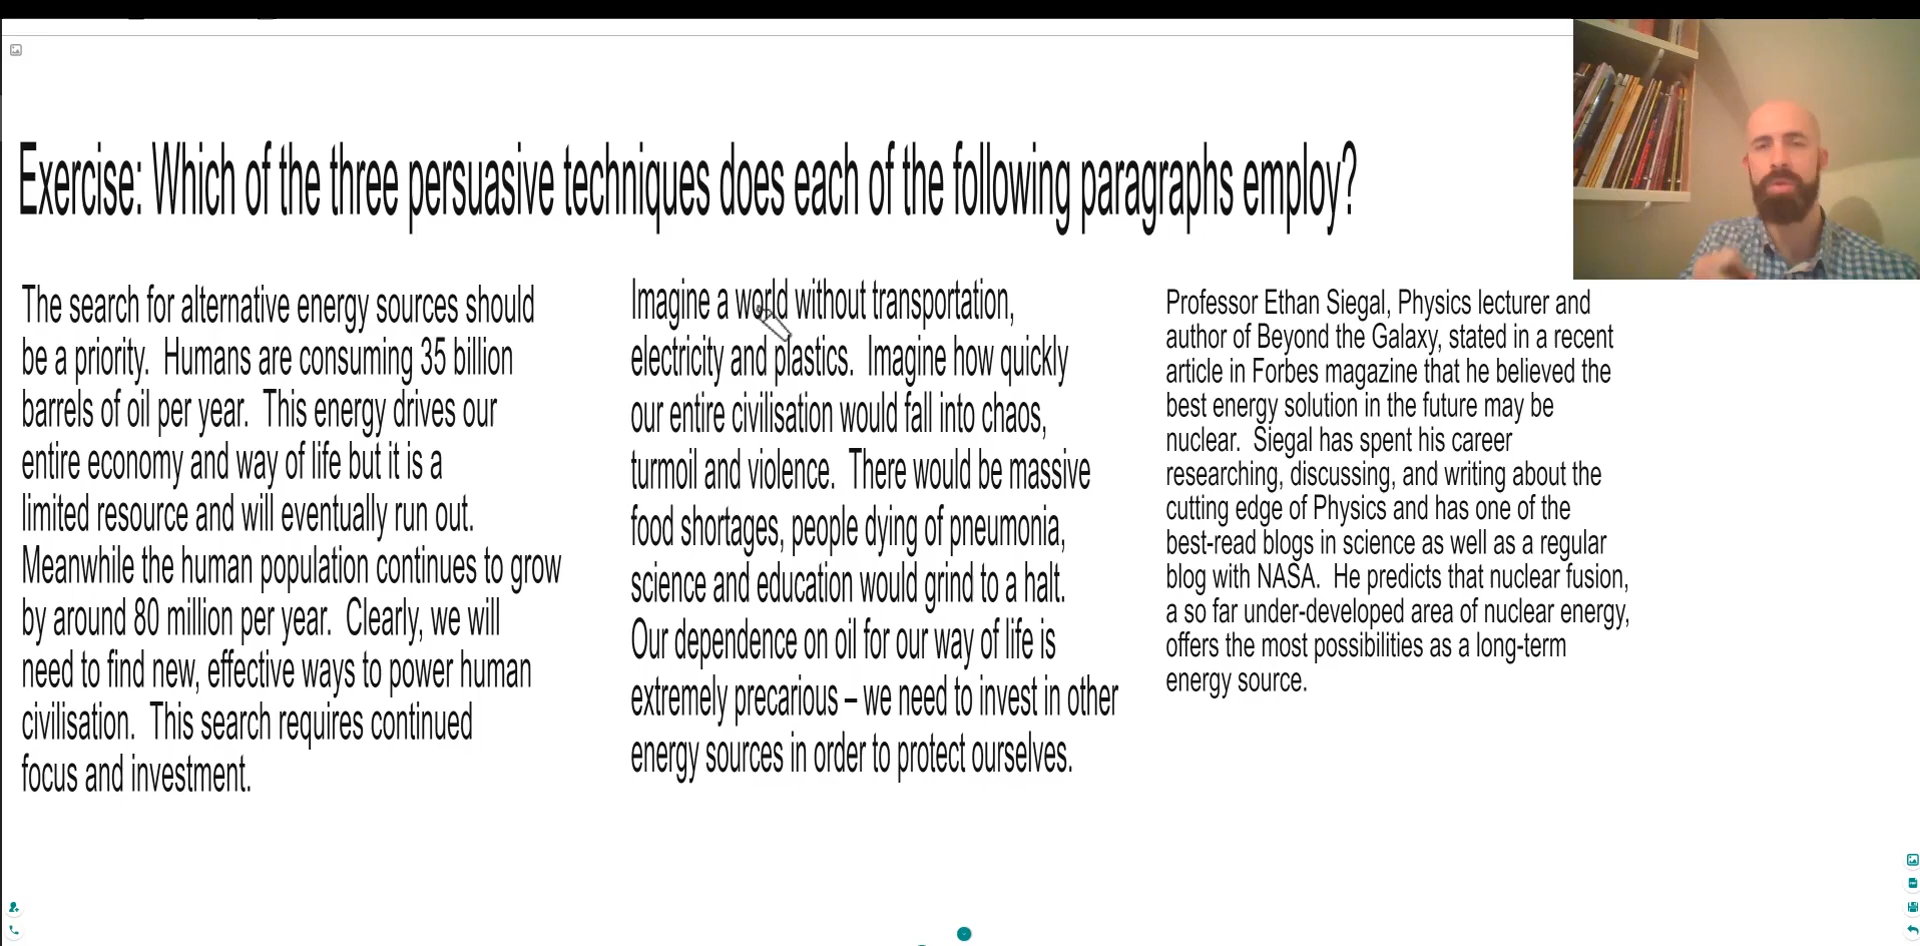 Exercise: Which of the three persuasive techniques does each of the following paragraphs employ?
The search for alternative energy sources should
be a priority.  Humans are consuming 35 billion
barrels of oil per year.  This energy drives our
entire economy and way of life but it is a
limited resource and will eventually run out.
Meanwhile the human population continues to grow
by around 80 million per year.  Clearly, we will
need to find new, effective ways to power human
civilisation.  This search requires continued
focus and investment.
Imagine a world without transportation,
electricity and plastics.  Imagine how quickly
our entire civilisation would fall into chaos,
turmoil and violence.  There would be massive
food shortages, people dying of pneumonia,
science and education would grind to a halt.
Our dependence on oil for our way of life is
extremely precarious – we need to invest in other
energy sources in order to protect ourselves.
Professor Ethan Siegal, Physics lecturer and
author of Beyond the Galaxy, stated in a recent
article in Forbes magazine that he believed the
best energy solution in the future may be
nuclear.  Siegal has spent his career
researching, discussing, and writing about the
cutting edge of Physics and has one of the
best-read blogs in science as well as a regular
blog with NASA.  He predicts that nuclear fusion,
a so far under-developed area of nuclear energy,
offers the most possibilities as a long-term
energy source.